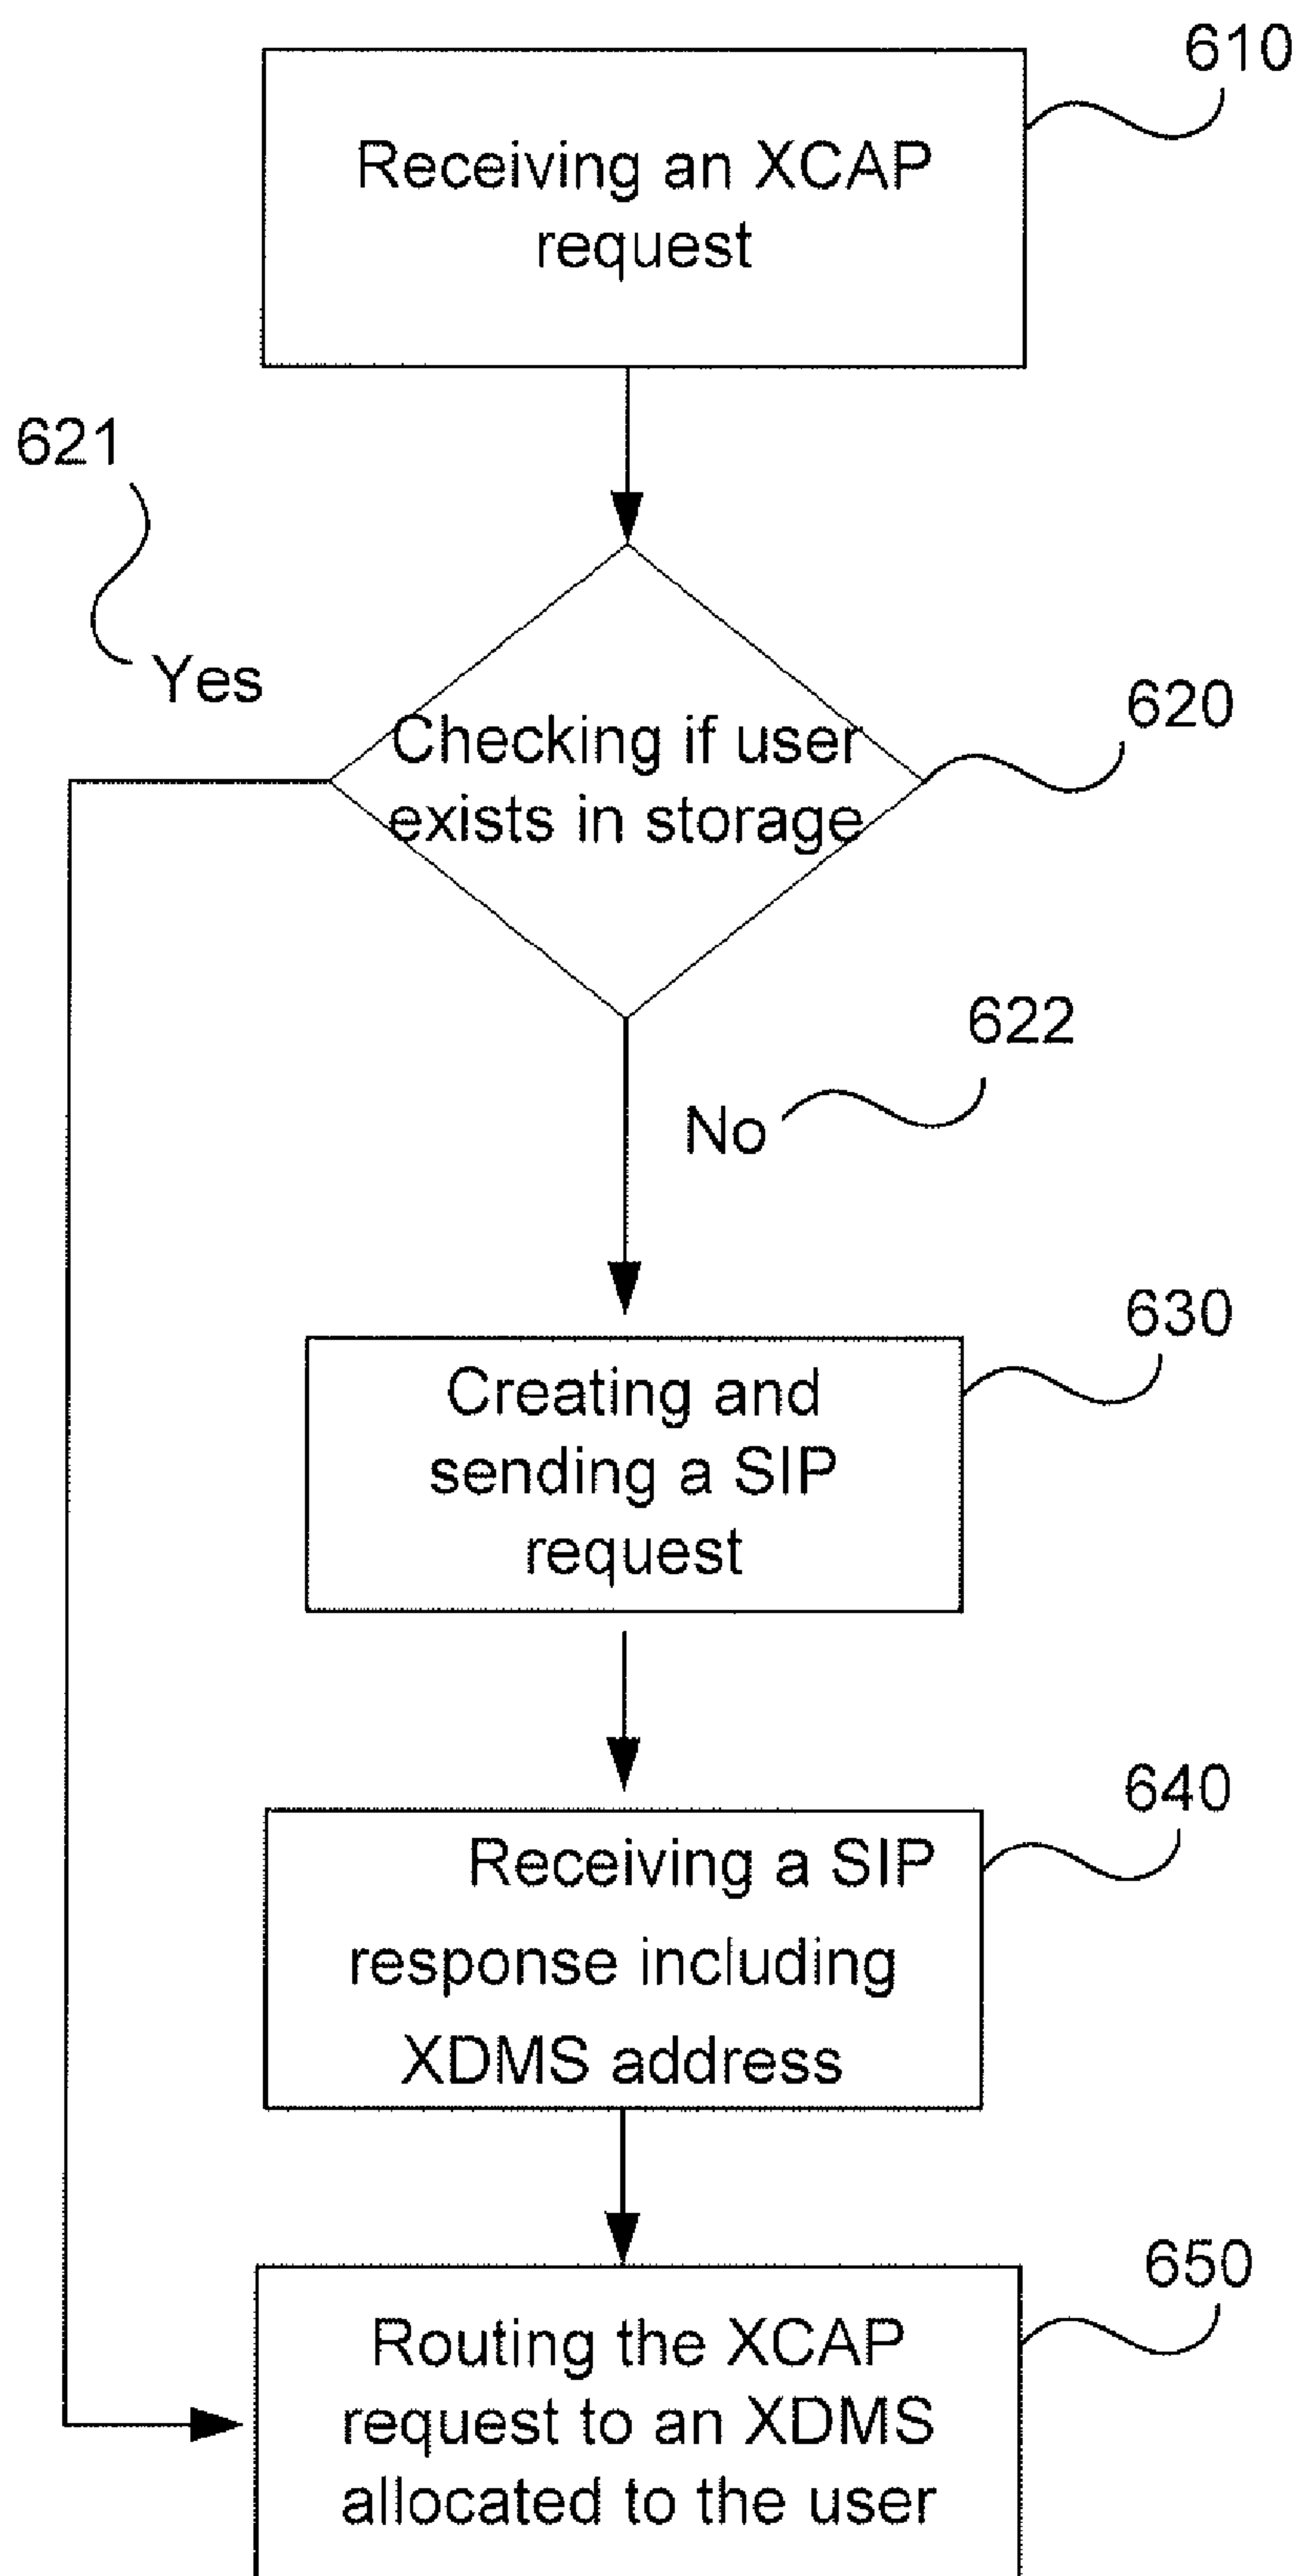 610
Receiving an XCAP
request
621
Yes
620
Checking if user
exists in storage
622
No
630
Creating and
sending a SIP
request
640
Receiving a SIP
response including
XDMS address
650
Routing the XCAP
request to an XDMS
allocated to the user